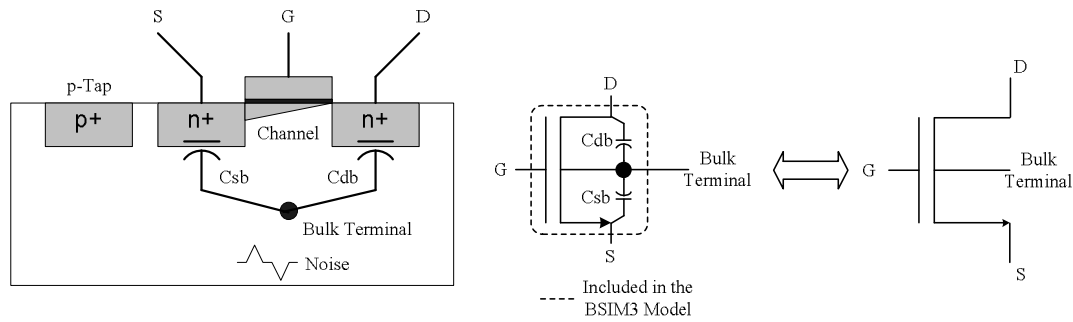 S
G
D
p-Tap
p+
n+
n+
Channel
Csb
Cdb
Bulk Terminal
Noise
D
Cdb
G
Bulk
Terminal
Csb
S
Included in the
BSIM3 Model
D
G
Bulk
Terminal
S